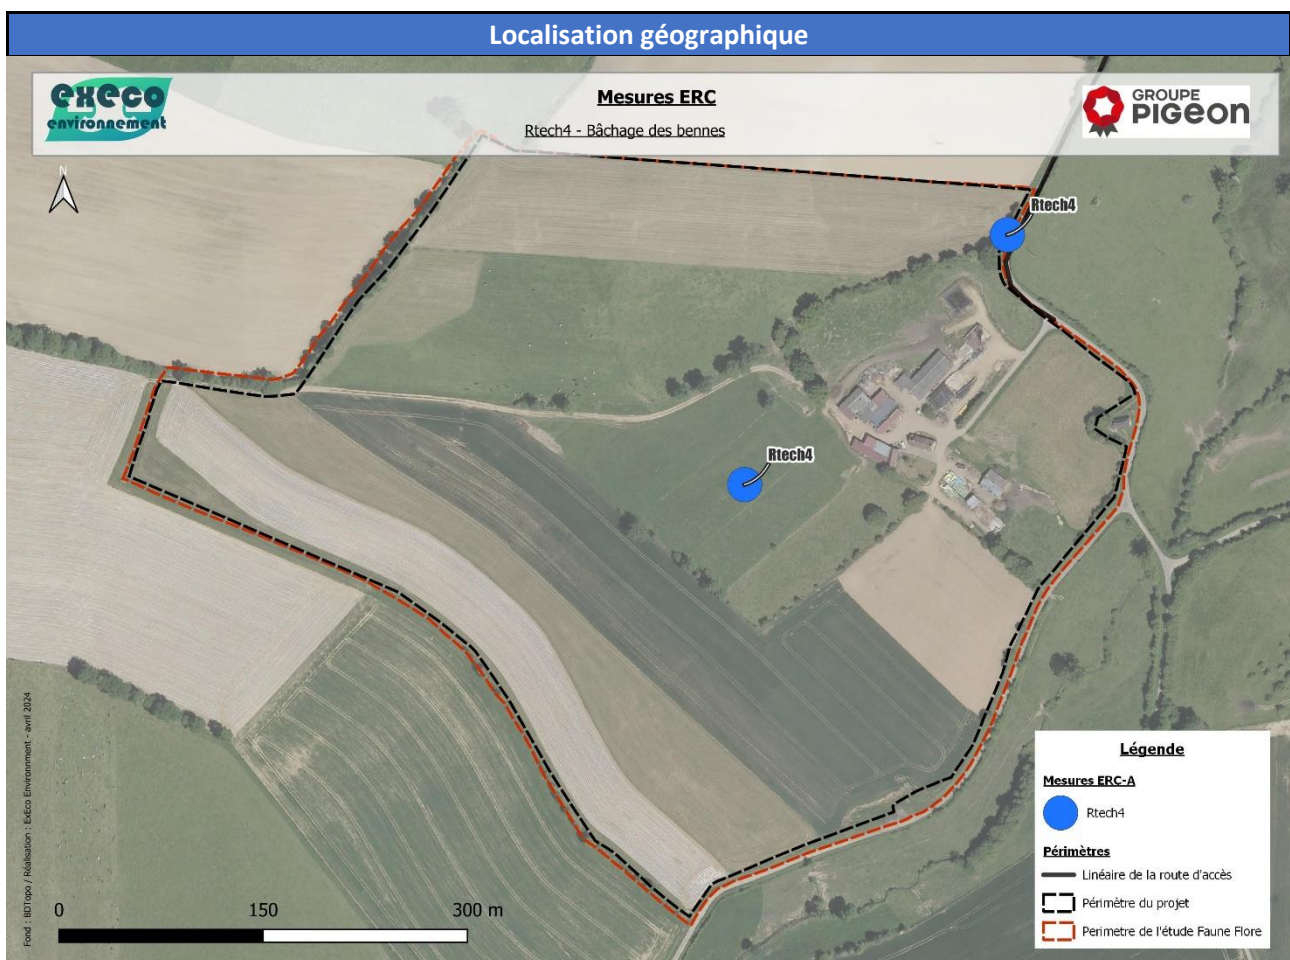 Localisation géographique
execo
environnement
Mesures ERC
Rtech4 - Bâchage des bennes
GROUPE
PIGEON
N
Rtech4
Rtech4
Légende
Mesures ERC-A
Rtech4
Périmètres
Linéaire de la route d'accès
Périmètre du projet
Perimetre de l'étude Faune Flore
0 150 300 m
Fond : BDTopo / Réalisation : ExEco Environnment - avril 2024